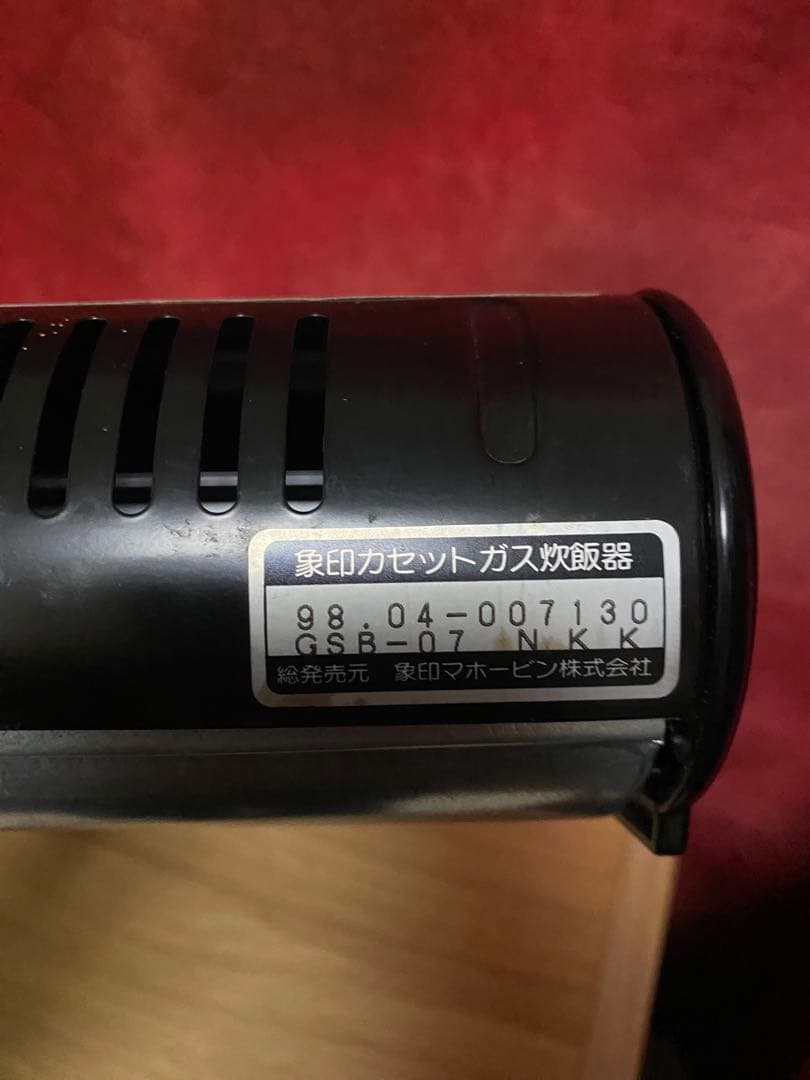 象印カセットガス炊飯器
98.04-007130
GSB-07 NKK
総発売元 象印マホービン株式会社